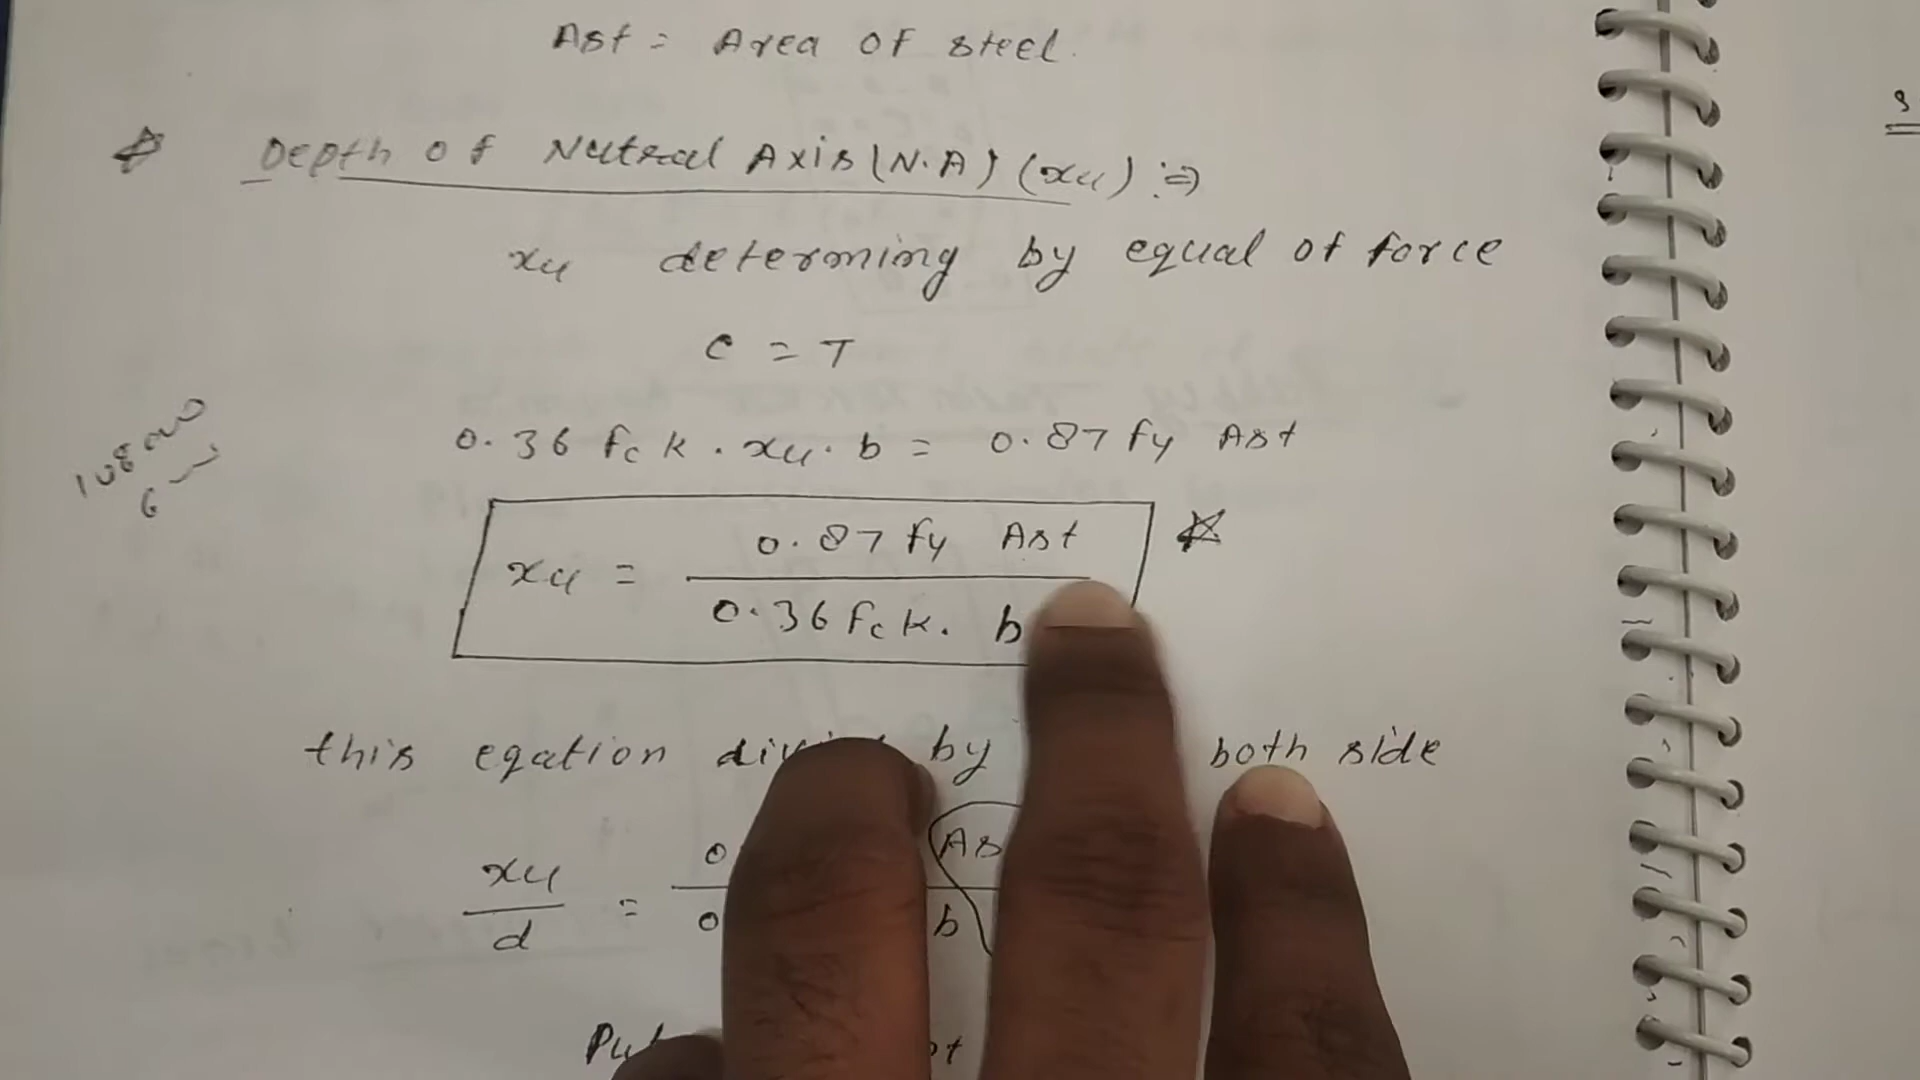 Ast = Area of steel.
Depth of Nutral Axis (N.A) (xu) :⇒
xu determing by equal of force
C = T
0.36 fck . xu . b = 0.87 fy Ast
xu = 0.87 fy Ast
0.36 fck. b
this eqation by both side
xu
d
=
b